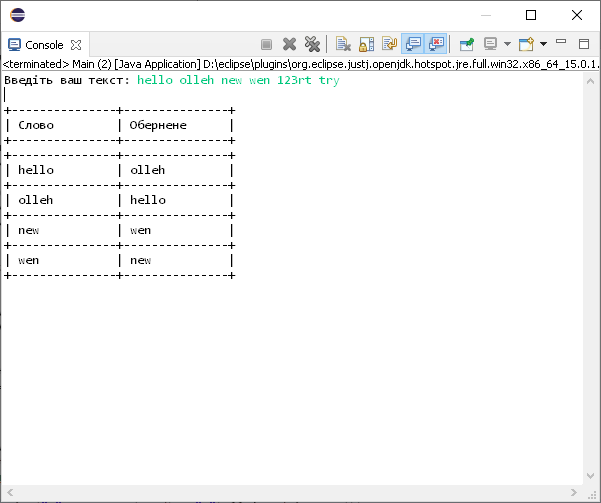 Console
<terminated> Main (2) [Java Application] D:\eclipse\plugins\org.eclipse.justj.openjdk.hotspot.jre.full.win32.x86_64_15.0.1.
Введіть ваш текст: hello olleh new wen 123rt try
+--------------+--------------+
| Слово | Обернене |
+--------------+--------------+
+--------------+--------------+
| hello | olleh |
+--------------+--------------+
| olleh | hello |
+--------------+--------------+
| new | wen |
+--------------+--------------+
| wen | new |
+--------------+--------------+